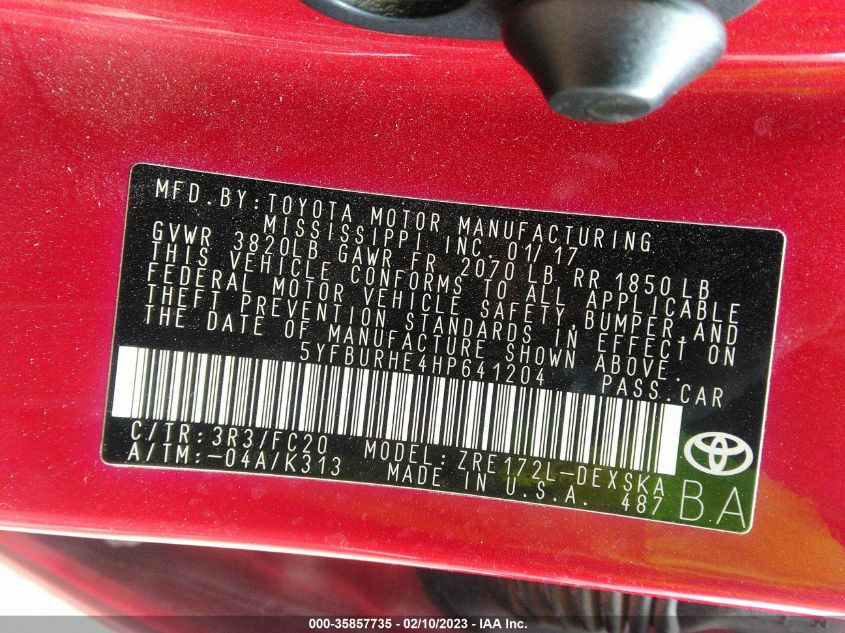 MFD.BY:TOYOTA MOTOR MANUFACTURING
MISSISSIPPI INC. 01/17
GVWR 3820LB GAWR FR 2070 LB RR 1850LB
THIS VEHICLE CONFORMS TO ALL APPLICABLE
FEDERAL MOTOR VEHICLE SAFETY,BUMPER,AND
THEFT PREVENTION STANDARDS IN EFFECT ON
THE DATE OF MANUFACTURE SHOWN ABOVE.
5YFBURHE4HP641204 PASS.CAR
C/TR:3R3/FC20 MODEL:ZRE172L-DEXSKA
A/TM:-04A/K313 MADE IN U.S.A. 487
B.A
000-35857735 - 02/10/2023 - IAA Inc.